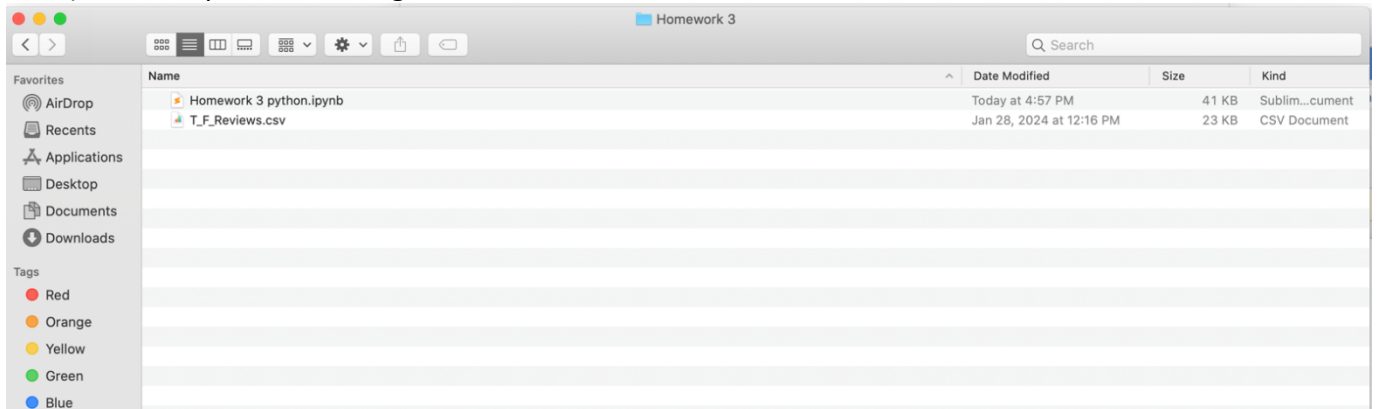 Homework 3
Search
Favorites
AirDrop
Recents
Applications
Desktop
Documents
Downloads
Tags
Red
Orange
Yellow
Green
Blue
Name Date Modified Size Kind
Homework 3 python.ipynb Today at 4:57 PM 41 KB Sublim...cument
T_F_Reviews.csv Jan 28, 2024 at 12:16 PM 23 KB CSV Document